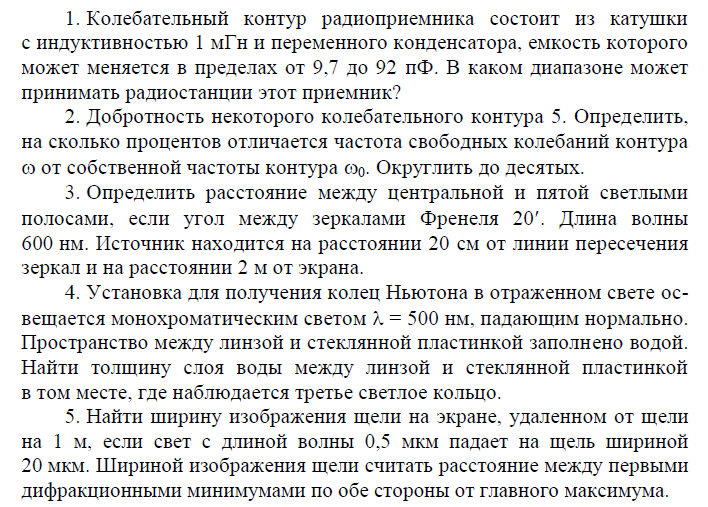 1. Колебательный контур радиоприемника состоит из катушки
с индуктивностью 1 мГн и переменного конденсатора, емкость которого
может меняется в пределах от 9,7 до 92 пФ. В каком диапазоне может
принимать радиостанции этот приемник?
2. Добротность некоторого колебательного контура 5. Определить,
на сколько процентов отличается частота свободных колебаний контура
ω от собственной частоты контура ω₀. Округлить до десятых.
3. Определить расстояние между центральной и пятой светлыми
полосами, если угол между зеркалами Френеля 20′. Длина волны
600 нм. Источник находится на расстоянии 20 см от линии пересечения
зеркал и на расстоянии 2 м от экрана.
4. Установка для получения колец Ньютона в отраженном свете ос-
вещается монохроматическим светом λ = 500 нм, падающим нормально.
Пространство между линзой и стеклянной пластинкой заполнено водой.
Найти толщину слоя воды между линзой и стеклянной пластинкой
в том месте, где наблюдается третье светлое кольцо.
5. Найти ширину изображения щели на экране, удаленном от щели
на 1 м, если свет с длиной волны 0,5 мкм падает на щель шириной
20 мкм. Шириной изображения щели считать расстояние между первыми
дифракционными минимумами по обе стороны от главного максимума.